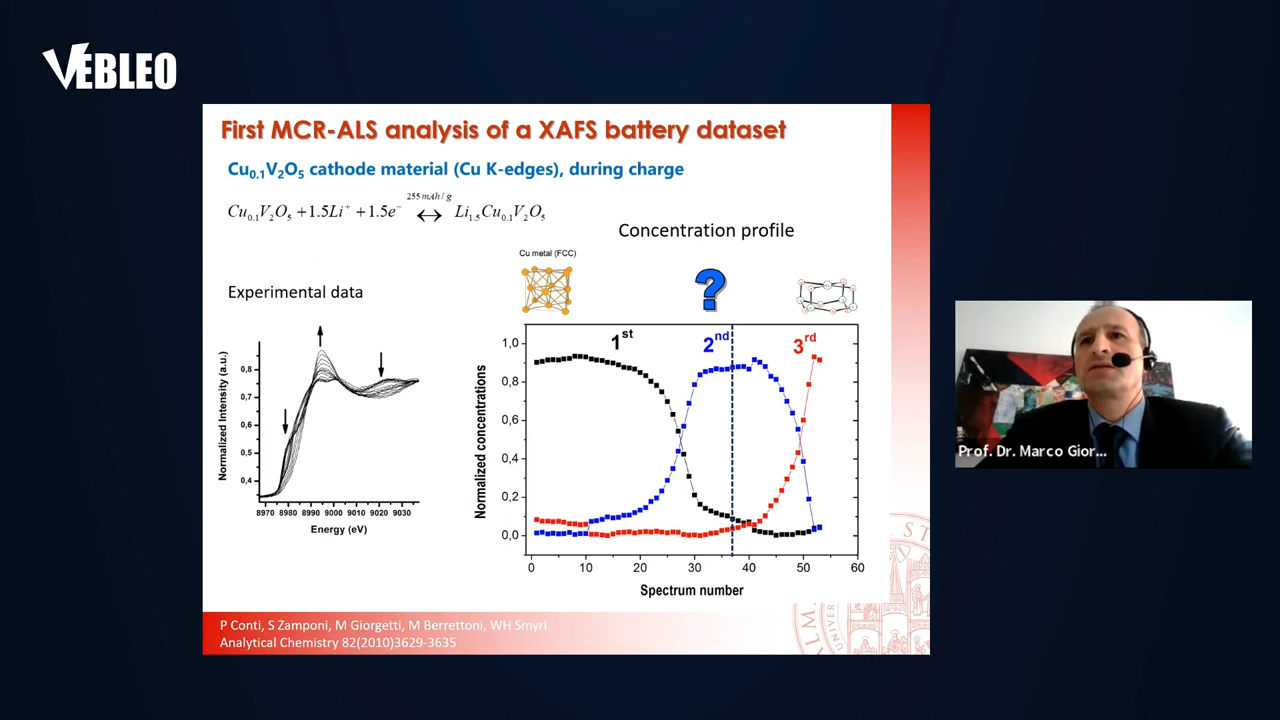 VEBLEO
First MCR-ALS analysis of a XAFS battery dataset
Cu0.1V2O5 cathode material (Cu K-edges), during charge
Cu0.1V2O5 + 1.5Li+ + 1.5e− 255 mAh/g ↔ Li1.5Cu0.1V2O5
Concentration profile
Cu metal (FCC)
?
Experimental data
1st
2nd
3rd
Normalized Intensity (a.u.)
0,8
0,7
0,6
0,5
0,4
8970 8980 8990 9000 9010 9020 9030
Energy (eV)
Normalized concentrations
1,0
0,8
0,6
0,4
0,2
0,0
0 10 20 30 40 50 60
Spectrum number
Prof. Dr. Marco Gior...
P Conti, S Zamponi, M Giorgetti, M Berrettoni, WH Smyrl
Analytical Chemistry 82(2010)3629-3635